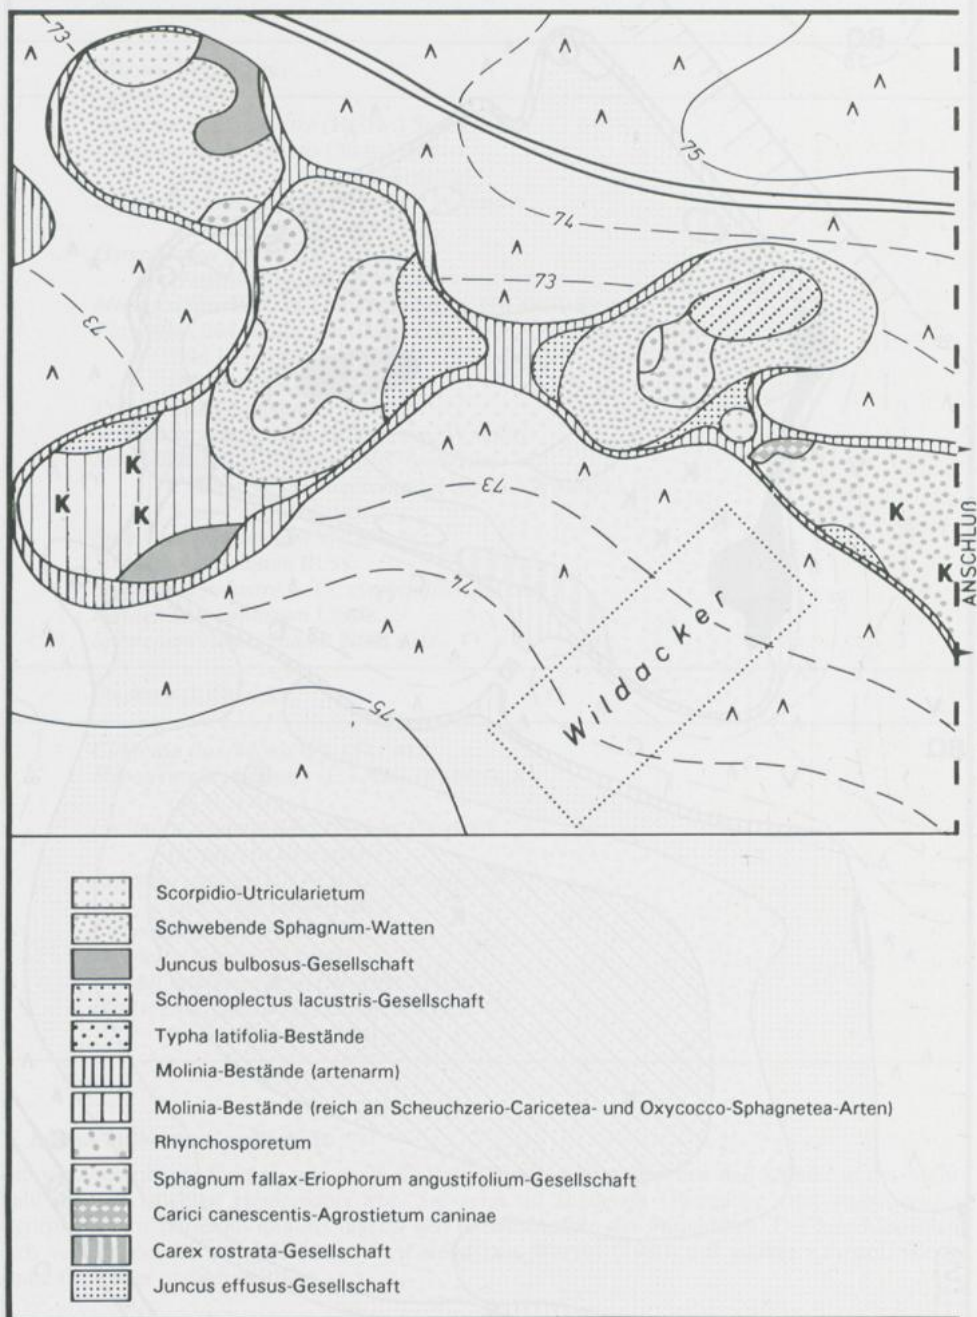 73
75
74
73
73
K
K
K
K
K
73
74
75
Wildacker
ANSCHLUß
Scorpidio-Utricularietum
Schwebende Sphagnum-Watten
Juncus bulbosus-Gesellschaft
Schoenoplectus lacustris-Gesellschaft
Typha latifolia-Bestände
Molinia-Bestände (artenarm)
Molinia-Bestände (reich an Scheuchzerio-Caricetea- und Oxycocco-Sphagnetea-Arten)
Rhynchosporetum
Sphagnum fallax-Eriophorum angustifolium-Gesellschaft
Carici canescentis-Agrostietum caninae
Carex rostrata-Gesellschaft
Juncus effusus-Gesellschaft